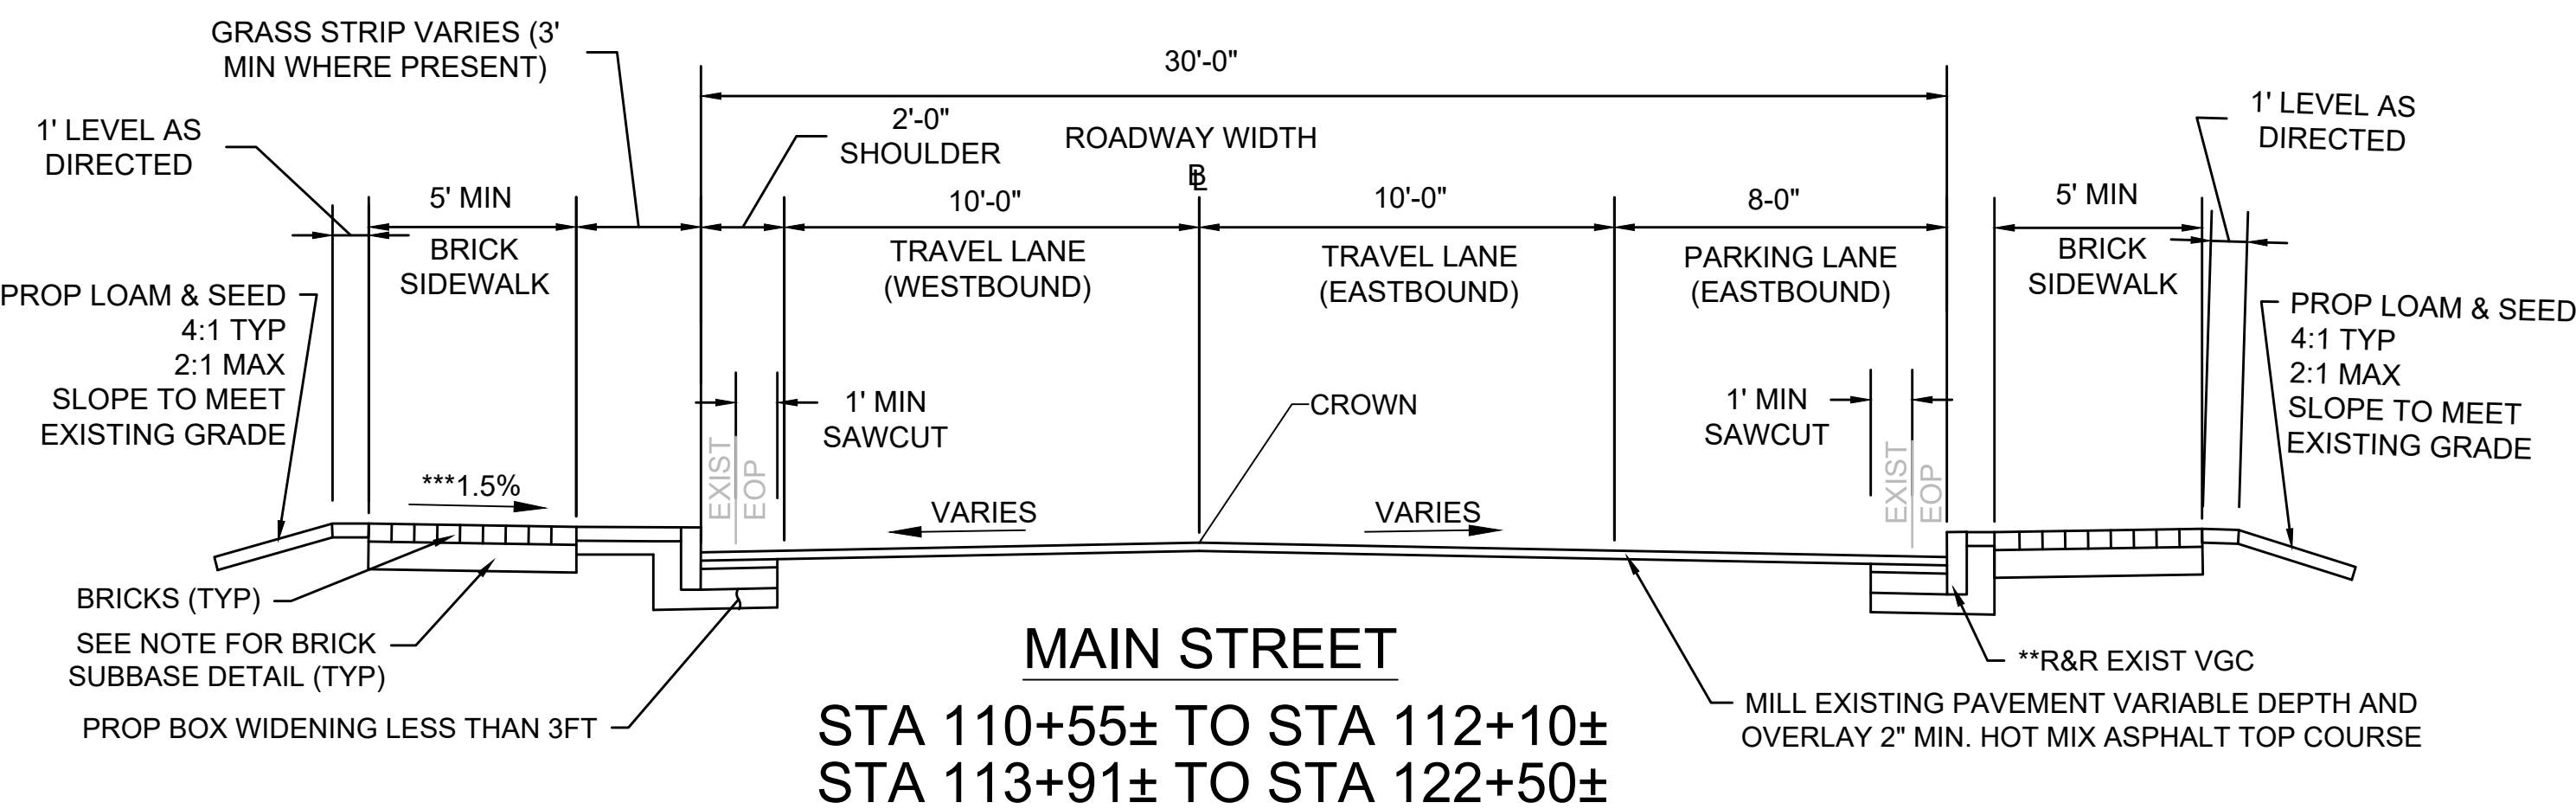 GRASS STRIP VARIES (3'
MIN WHERE PRESENT)
30'-0"
1' LEVEL AS
DIRECTED
2'-0"
SHOULDER
ROADWAY WIDTH
BL
1' LEVEL AS
DIRECTED
5' MIN
BRICK
SIDEWALK
10'-0"
TRAVEL LANE
(WESTBOUND)
10'-0"
TRAVEL LANE
(EASTBOUND)
8-0"
PARKING LANE
(EASTBOUND)
5' MIN
BRICK
SIDEWALK
PROP LOAM & SEED
4:1 TYP
2:1 MAX
SLOPE TO MEET
EXISTING GRADE
EXIST
EOP
1' MIN
SAWCUT
CROWN
1' MIN
SAWCUT
EXIST
EOP
PROP LOAM & SEED
4:1 TYP
2:1 MAX
SLOPE TO MEET
EXISTING GRADE
***1.5%
VARIES
VARIES
BRICKS (TYP)
SEE NOTE FOR BRICK
SUBBASE DETAIL (TYP)
PROP BOX WIDENING LESS THAN 3FT
**R&R EXIST VGC
MILL EXISTING PAVEMENT VARIABLE DEPTH AND
OVERLAY 2" MIN. HOT MIX ASPHALT TOP COURSE
MAIN STREET
STA 110+55± TO STA 112+10±
STA 113+91± TO STA 122+50±